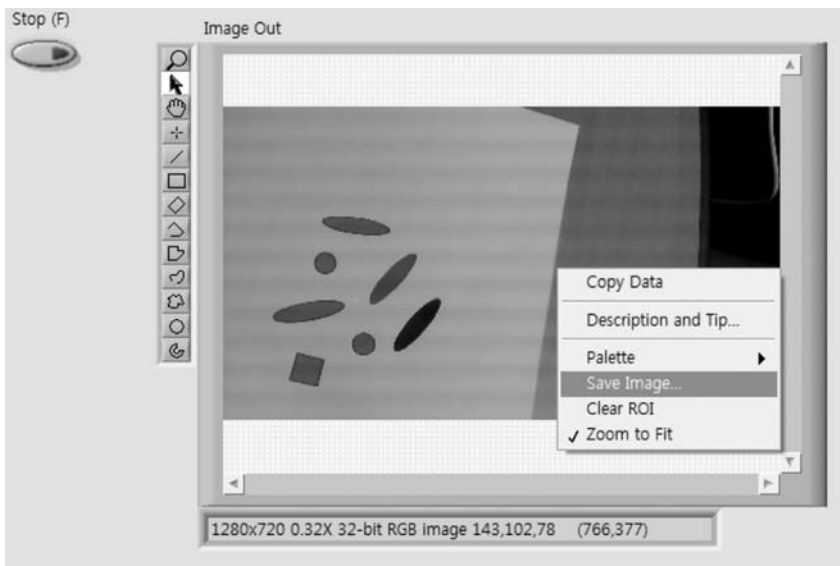 Stop (F)
Image Out
Copy Data
Description and Tip...
Palette
Save Image...
Clear ROI
✓ Zoom to Fit
1280x720 0.32X 32-bit RGB image 143,102,78 (766,377)